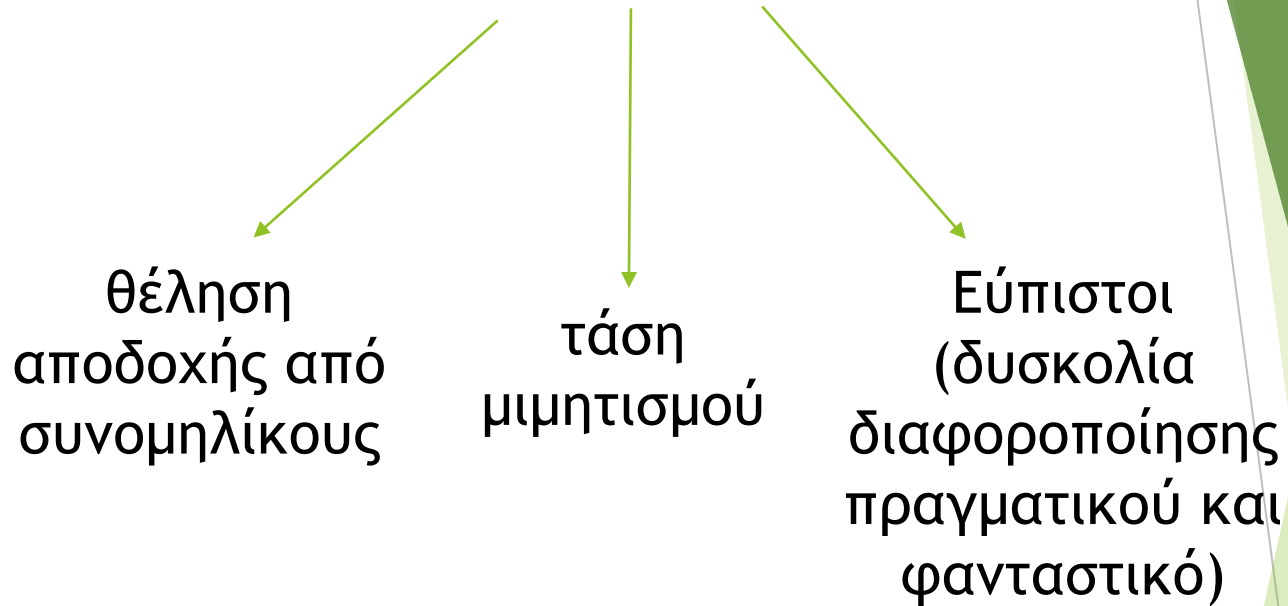 θέληση
αποδοχής από
συνομηλίκους
τάση
μιμητισμού
Εύπιστοι
(δυσκολία
διαφοροποίησης
πραγματικού και
φανταστικό)